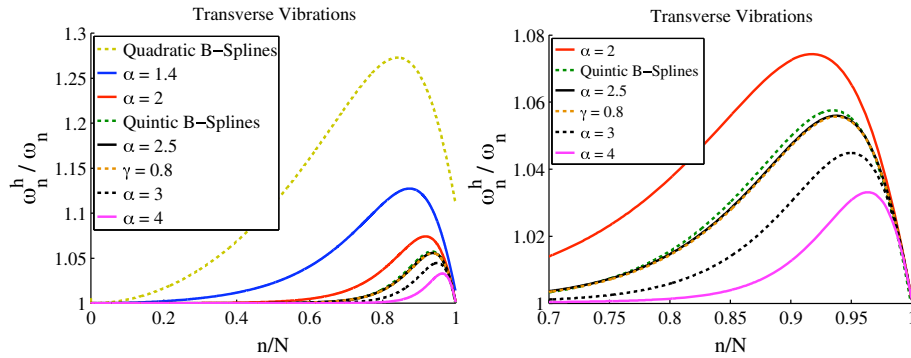 Transverse Vibrations
1.3
1.25
1.2
1.15
1.1
1.05
1
ω_n^h / ω_n
Quadratic B−Splines
α = 1.4
α = 2
Quintic B−Splines
α = 2.5
γ = 0.8
α = 3
α = 4
0 0.2 0.4 0.6 0.8 1
n/N
Transverse Vibrations
1.08
1.06
1.04
1.02
1
ω_n^h / ω_n
α = 2
Quintic B−Splines
α = 2.5
γ = 0.8
α = 3
α = 4
0.7 0.75 0.8 0.85 0.9 0.95 1
n/N